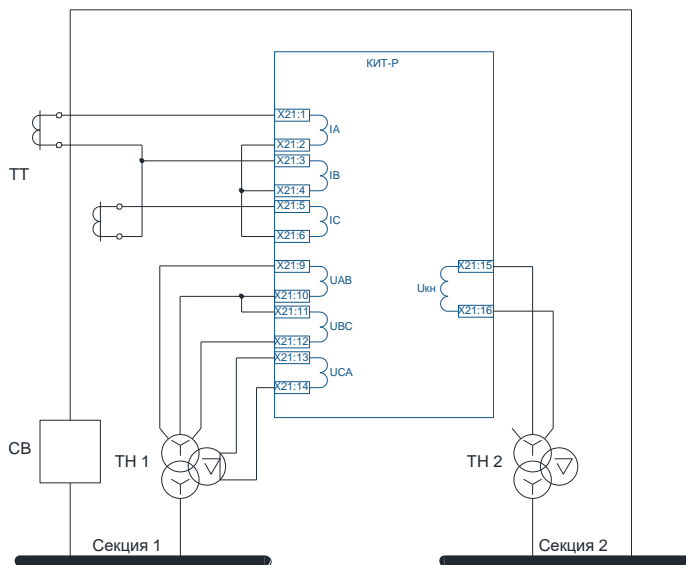 КИТ-Р
X21:1
IA
X21:2
X21:3
IB
X21:4
X21:5
IC
X21:6
ТТ
X21:9
UAB
X21:10
X21:11
UBC
X21:12
X21:13
UCA
X21:14
X21:15
Uкн
X21:16
СВ
ТН 1
ТН 2
Секция 1
Секция 2